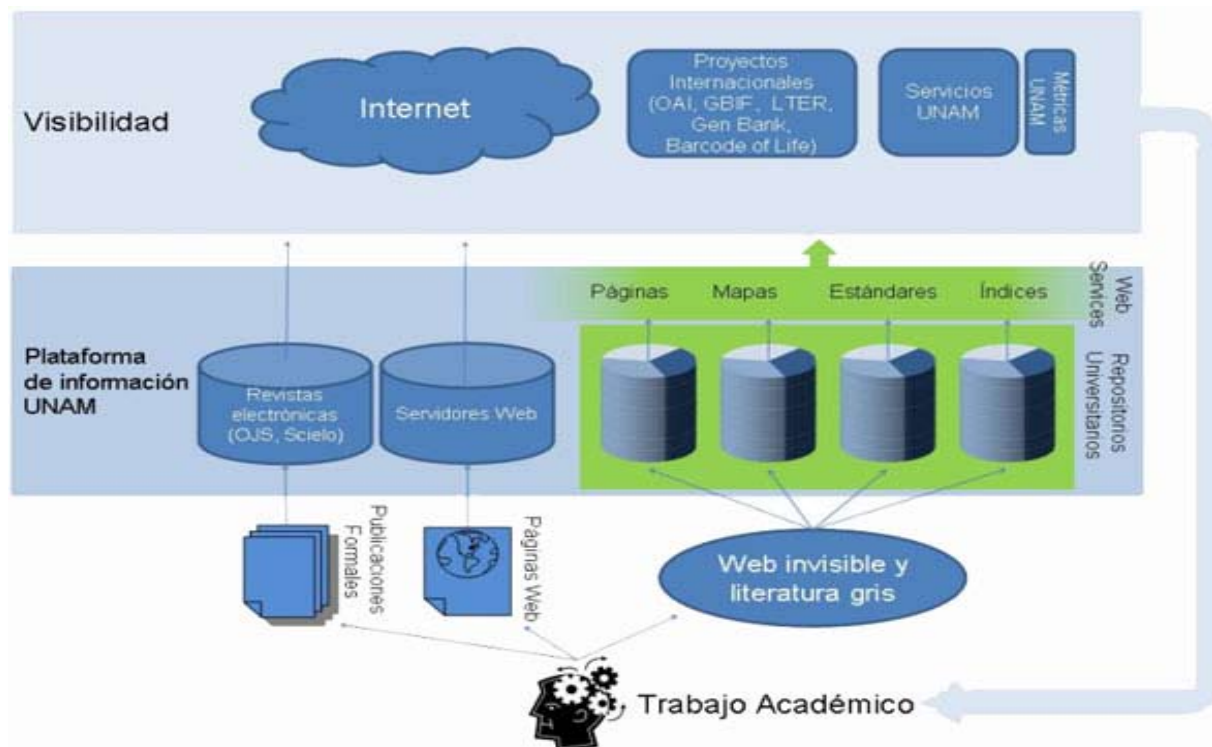 Visibilidad
Internet
Proyectos
Internacionales
(OAI, GBIF, LTER,
Gen Bank,
Barcode of Life)
Servicios
UNAM
Métricas
UNAM
Plataforma
de información
UNAM
Revistas
electrónicas
(OJS, Scielo)
Servidores Web
Páginas
Mapas
Estándares
Índices
Web
Services
Repositorios
Universitarios
Publicaciones
Formales
Páginas Web
Web invisible y
literatura gris
Trabajo Académico